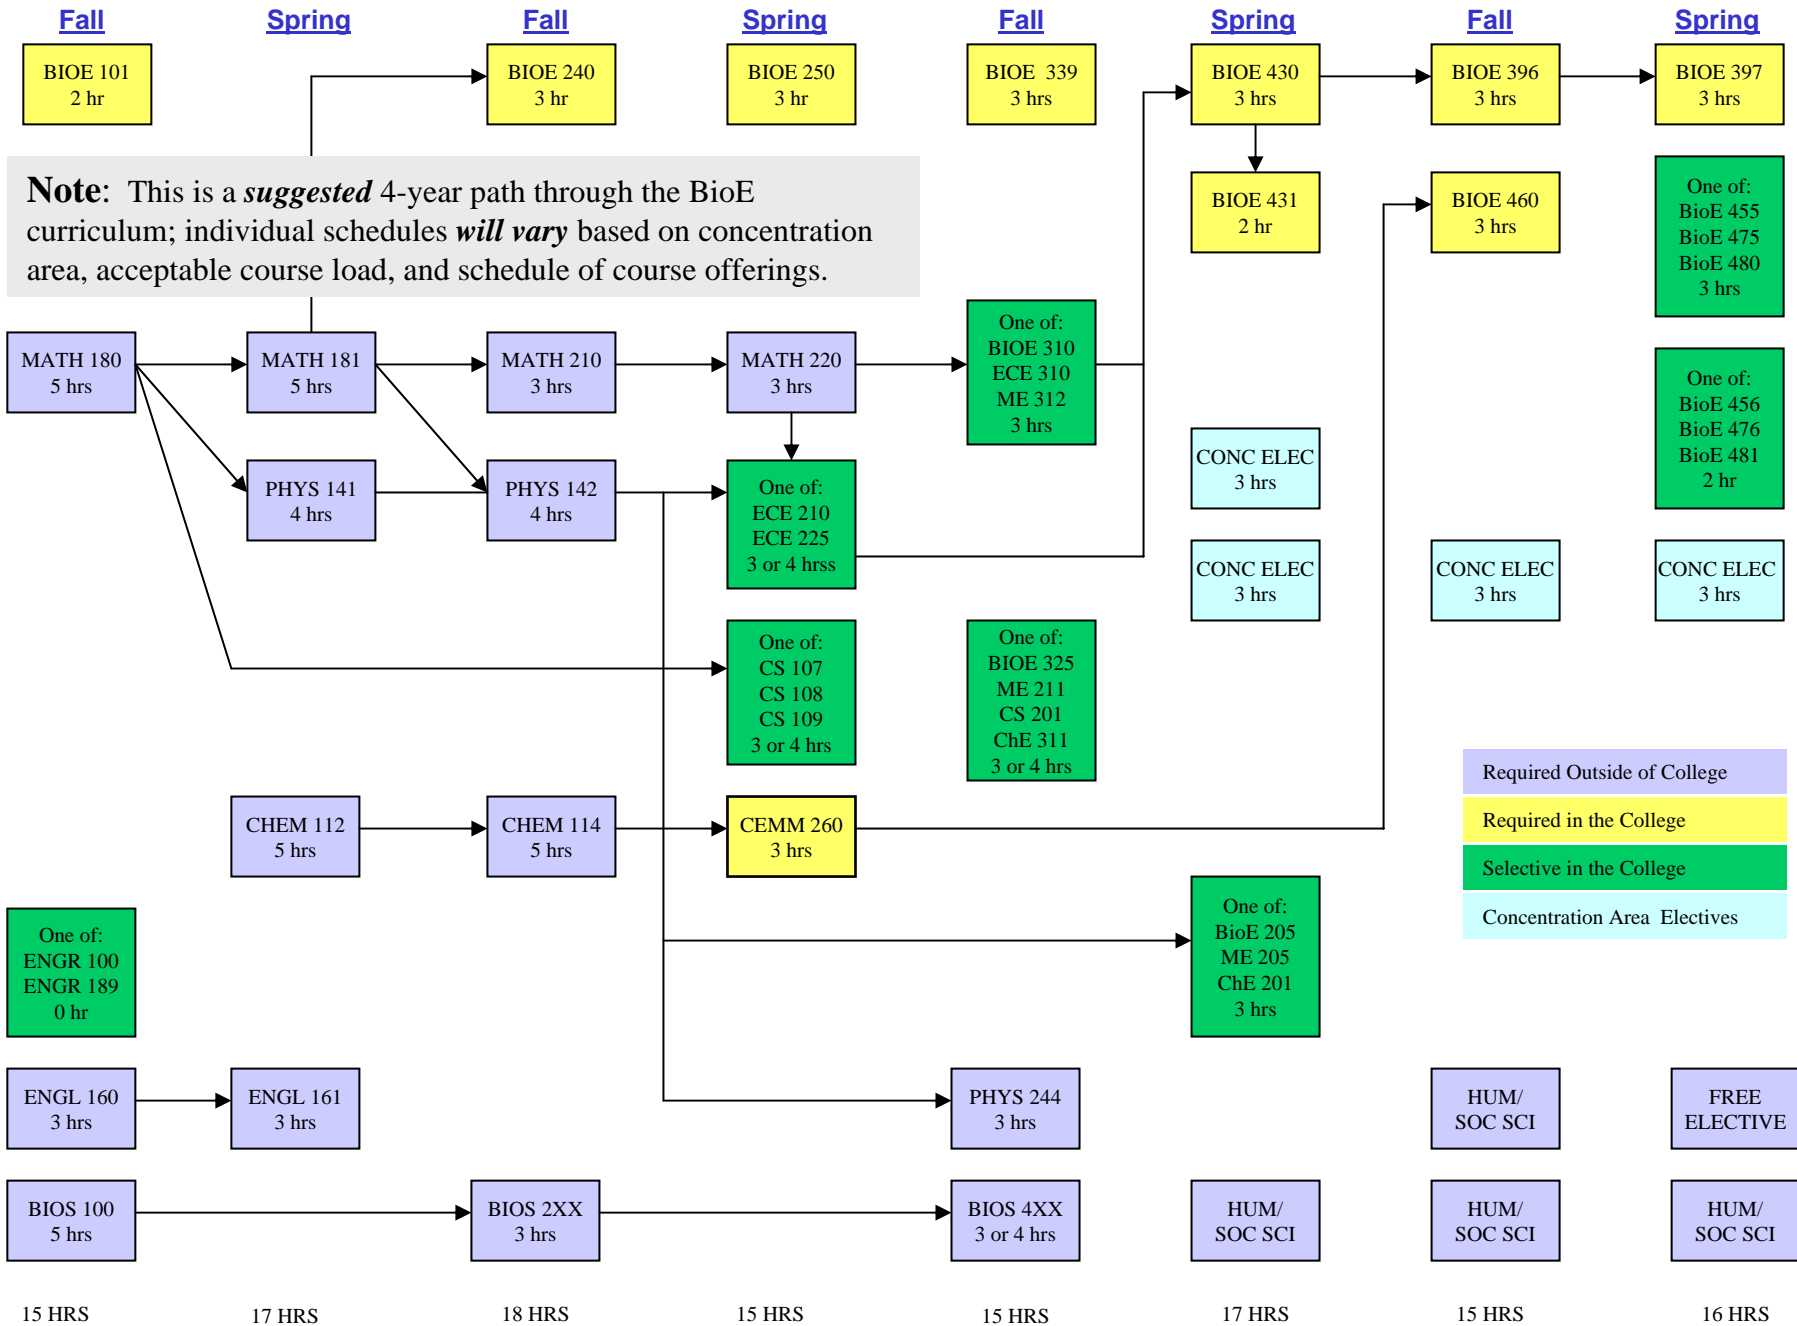 Fall Spring Fall Spring Fall Spring Fall Spring
BIOE 101
2 hr
BIOE 240
3 hr
BIOE 250
3 hr
BIOE 339
3 hrs
BIOE 430
3 hrs
BIOE 396
3 hrs
BIOE 397
3 hrs
Note: This is a suggested 4-year path through the BioE
curriculum; individual schedules will vary based on concentration
area, acceptable course load, and schedule of course offerings.
BIOE 431
2 hr
BIOE 460
3 hrs
One of:
BioE 455
BioE 475
BioE 480
3 hrs
MATH 180
5 hrs
MATH 181
5 hrs
MATH 210
3 hrs
MATH 220
3 hrs
One of:
BIOE 310
ECE 310
ME 312
3 hrs
One of:
BioE 456
BioE 476
BioE 481
2 hr
PHYS 141
4 hrs
PHYS 142
4 hrs
One of:
ECE 210
ECE 225
3 or 4 hrss
CONC ELEC
3 hrs
CONC ELEC
3 hrs
CONC ELEC
3 hrs
CONC ELEC
3 hrs
One of:
CS 107
CS 108
CS 109
3 or 4 hrs
One of:
BIOE 325
ME 211
CS 201
ChE 311
3 or 4 hrs
Required Outside of College
Required in the College
Selective in the College
Concentration Area Electives
CHEM 112
5 hrs
CHEM 114
5 hrs
CEMM 260
3 hrs
One of:
ENGR 100
ENGR 189
0 hr
One of:
BioE 205
ME 205
ChE 201
3 hrs
ENGL 160
3 hrs
ENGL 161
3 hrs
PHYS 244
3 hrs
HUM/
SOC SCI
FREE
ELECTIVE
BIOS 100
5 hrs
BIOS 2XX
3 hrs
BIOS 4XX
3 or 4 hrs
HUM/
SOC SCI
HUM/
SOC SCI
HUM/
SOC SCI
15 HRS 17 HRS 18 HRS 15 HRS 15 HRS 17 HRS 15 HRS 16 HRS